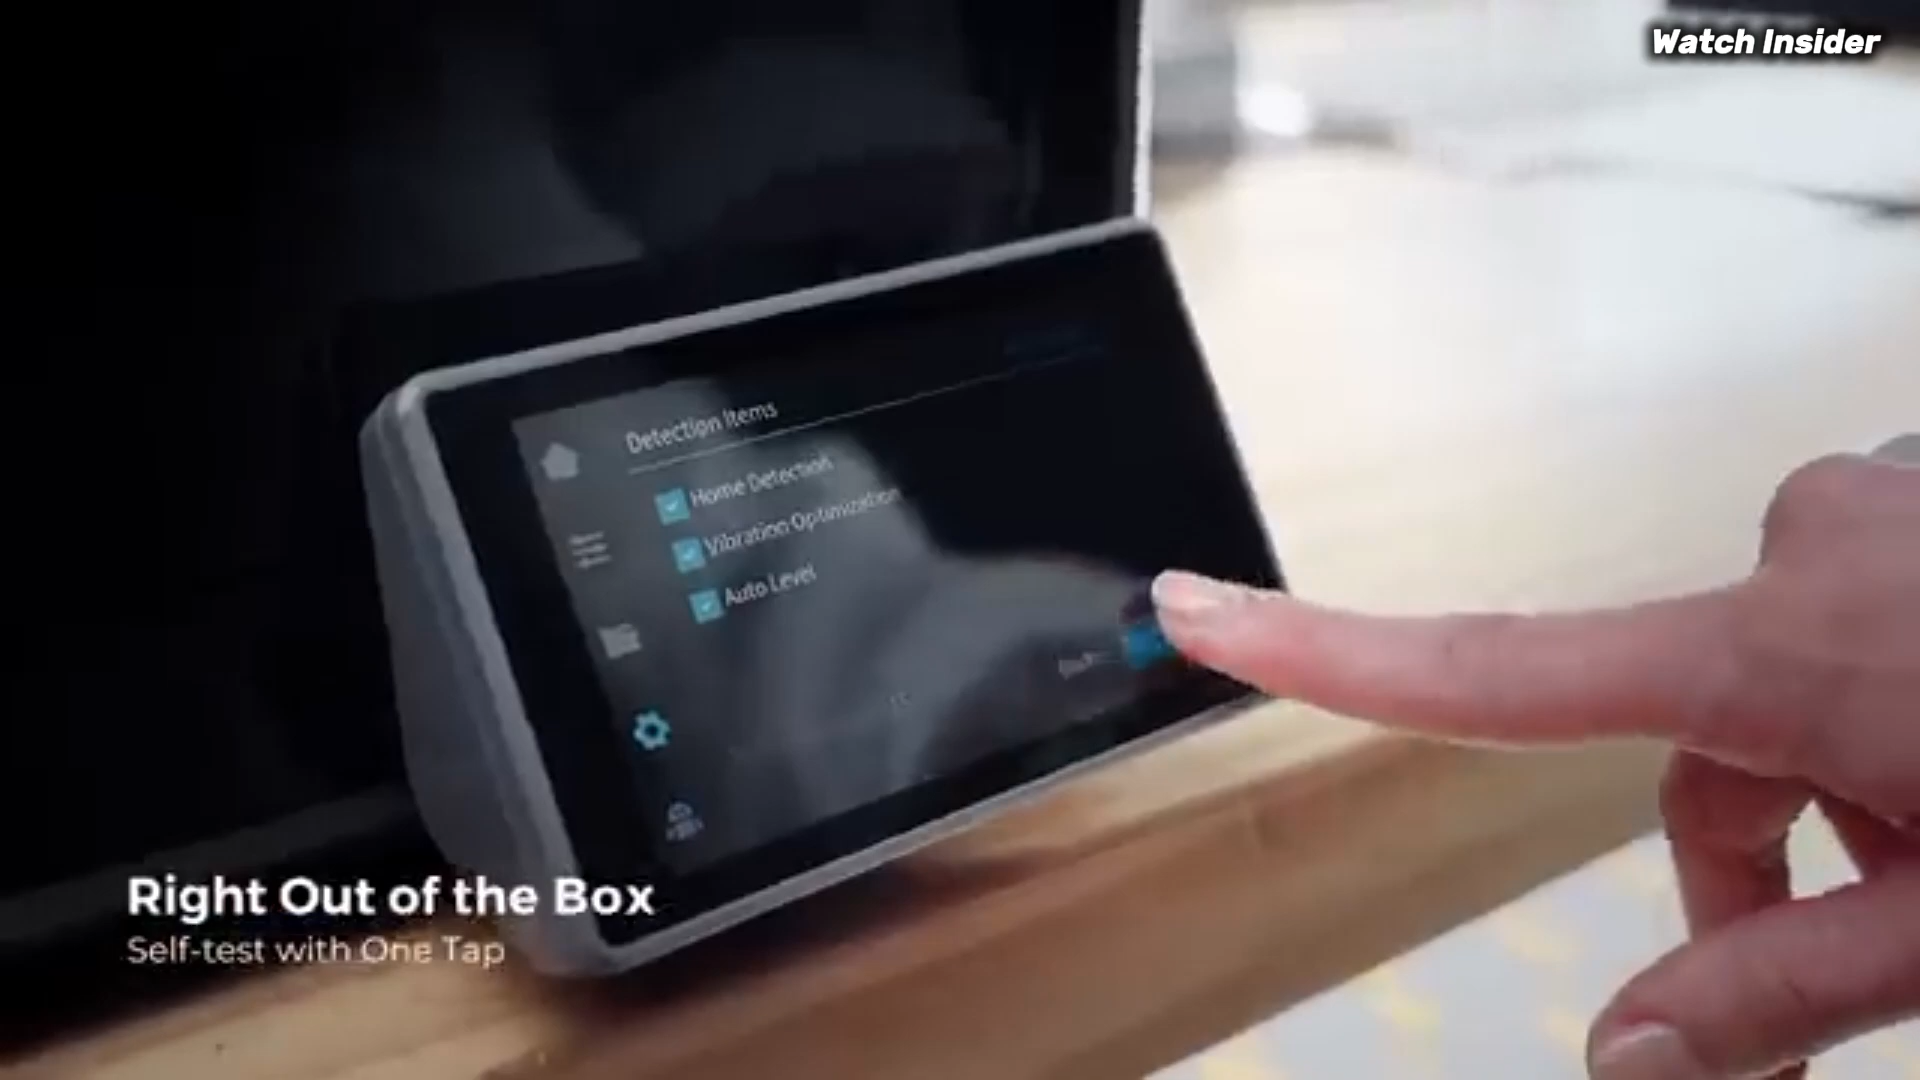 Watch Insider
Detection Items
Home Detection
Vibration Optimization
Auto Level
Right Out of the Box
Self-test with One Tap